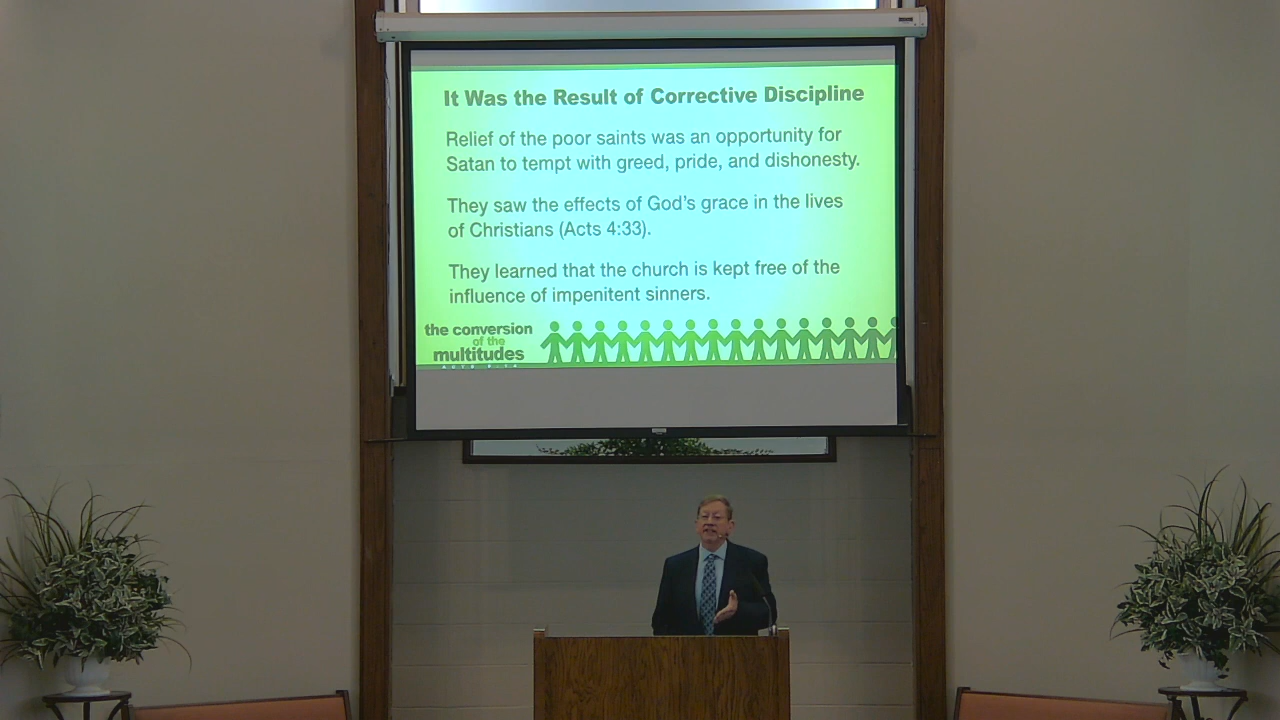 It Was the Result of Corrective Discipline
Relief of the poor saints was an opportunity for
Satan to tempt with greed, pride, and dishonesty.
They saw the effects of God's grace in the lives
of Christians (Acts 4:33).
They learned that the church is kept free of the
influence of impenitent sinners.
the conversion
of the
multitudes